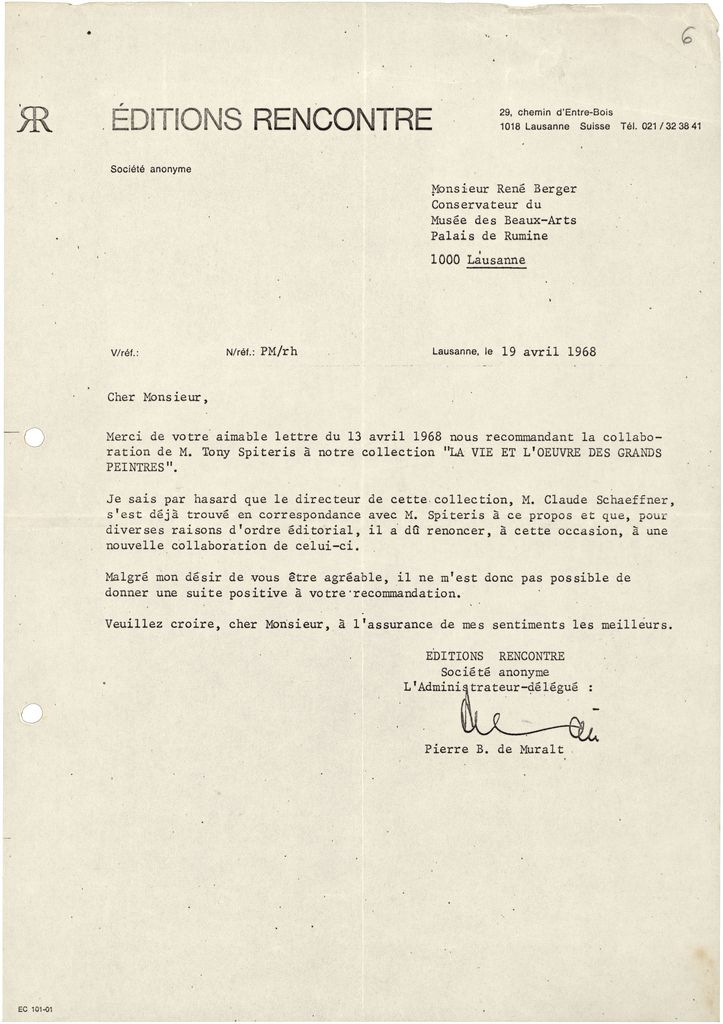 6
RR ÉDITIONS RENCONTRE
29, chemin d'Entre-Bois
1018 Lausanne Suisse Tél. 021 / 32 38 41
Société anonyme
Monsieur René Berger
Conservateur du
Musée des Beaux-Arts
Palais de Rumine
1000 Lausanne
V/réf.: N/réf.: PM/rh Lausanne, le 19 avril 1968
Cher Monsieur,
Merci de votre aimable lettre du 13 avril 1968 nous recommandant la collabo-
ration de M. Tony Spiteris à notre collection "LA VIE ET L'OEUVRE DES GRANDS
PEINTRES".
Je sais par hasard que le directeur de cette collection, M. Claude Schaeffner,
s'est déjà trouvé en correspondance avec M. Spiteris à ce propos et que, pour
diverses raisons d'ordre éditorial, il a dû renoncer, à cette occasion, à une
nouvelle collaboration de celui-ci.
Malgré mon désir de vous être agréable, il ne m'est donc pas possible de
donner une suite positive à votre recommandation.
Veuillez croire, cher Monsieur, à l'assurance de mes sentiments les meilleurs.
EDITIONS RENCONTRE
Société anonyme
L'Administrateur-délégué :
Pierre B. de Muralt
EC 101-01